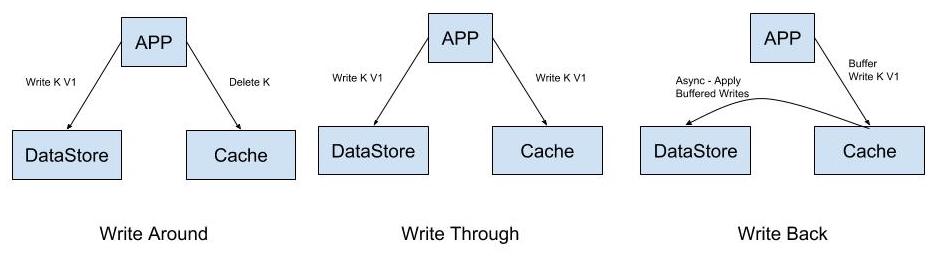 APP
Write K V1
Delete K
DataStore
Cache
Write Around
APP
Write K V1
Write K V1
DataStore
Cache
Write Through
APP
Buffer
Write K V1
Async - Apply
Buffered Writes
DataStore
Cache
Write Back